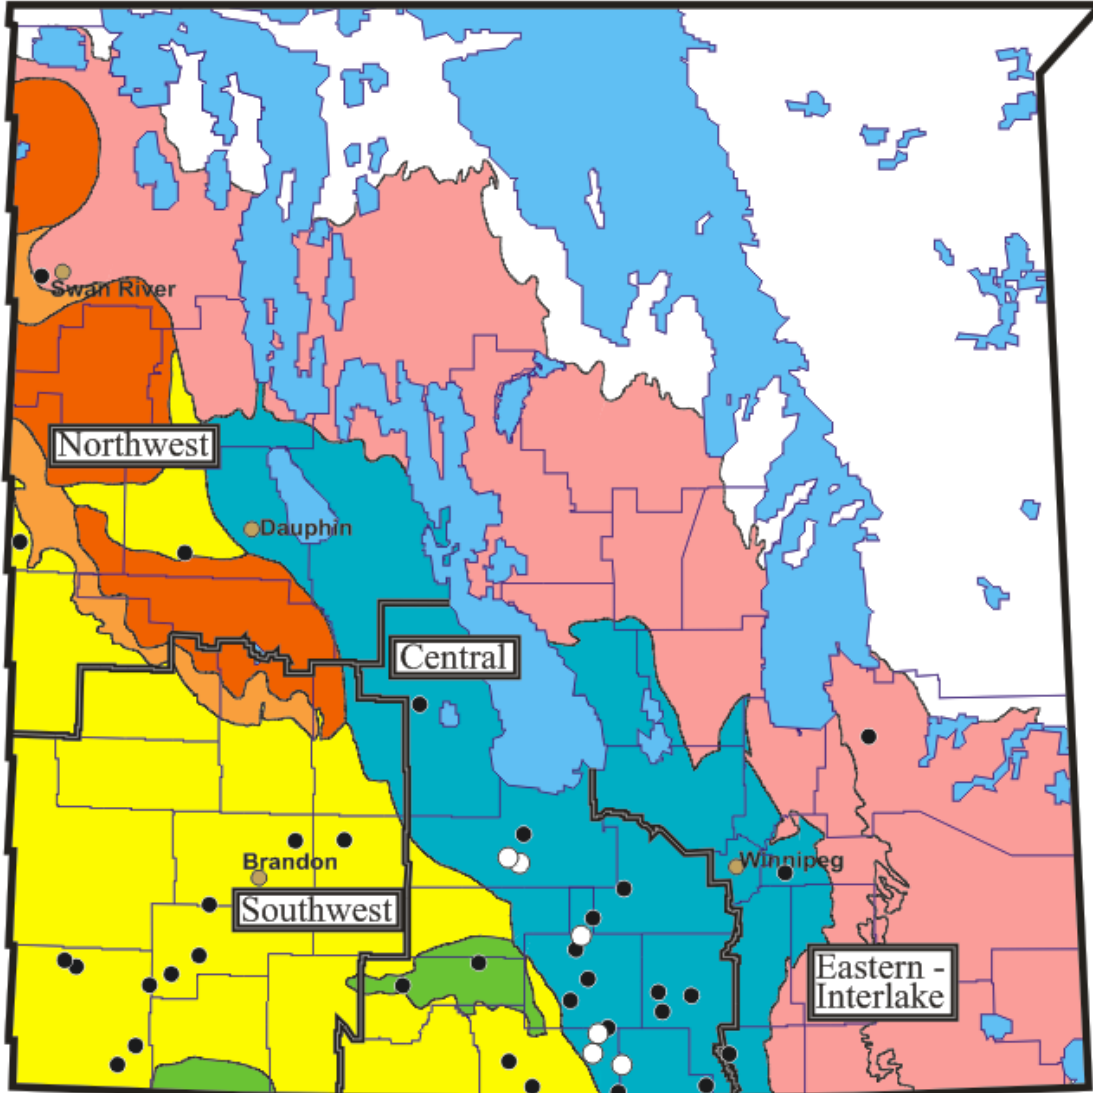 Swan River
Northwest
Dauphin
Central
Brandon
Winnipeg
Southwest
Eastern -
Interlake